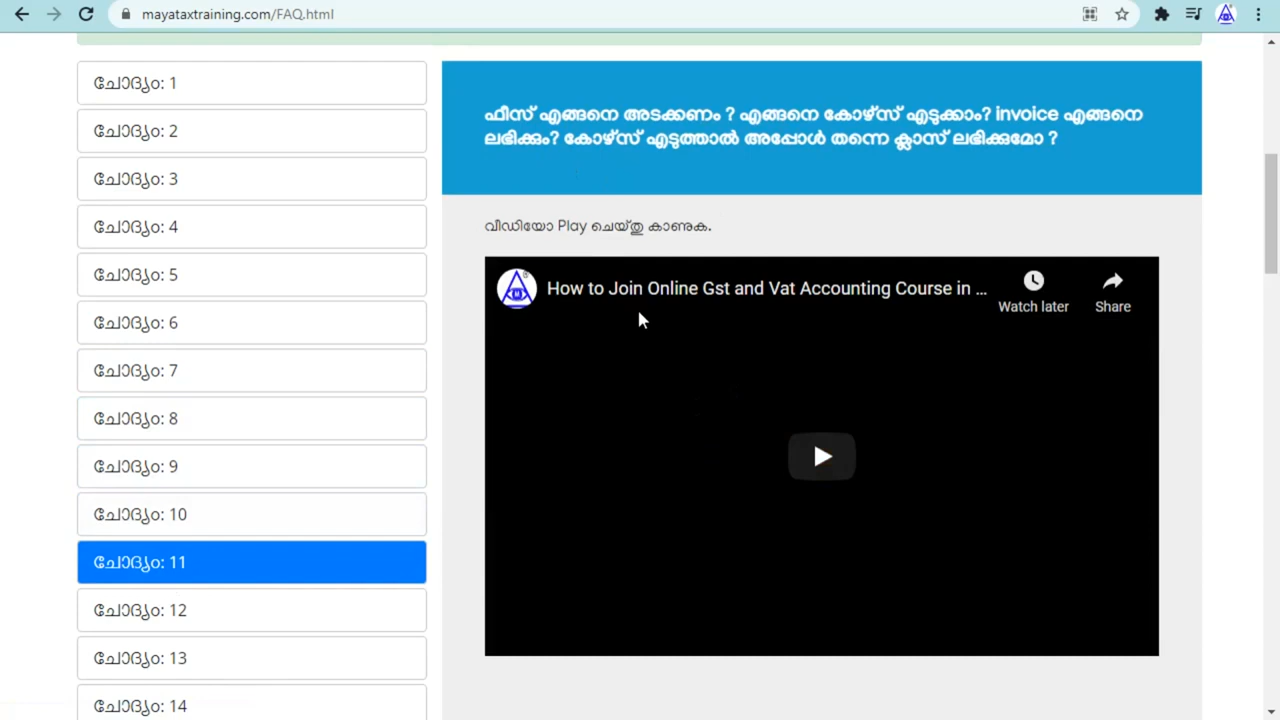 mayataxtraining.com/FAQ.html
ചോദ്യം: 1
ചോദ്യം: 2
ചോദ്യം: 3
ചോദ്യം: 4
ചോദ്യം: 5
ചോദ്യം: 6
ചോദ്യം: 7
ചോദ്യം: 8
ചോദ്യം: 9
ചോദ്യം: 10
ചോദ്യം: 11
ചോദ്യം: 12
ചോദ്യം: 13
ചോദ്യം: 14
ഫീസ് എങ്ങനെ അടക്കണം ? എങ്ങനെ കോഴ്സ് എടുക്കാം? invoice എങ്ങനെ
ലഭിക്കും? കോഴ്സ് എടുത്താൽ അപ്പോൾ തന്നെ ക്ലാസ് ലഭിക്കുമോ ?
വീഡിയോ Play ചെയ്തു കാണുക.
How to Join Online Gst and Vat Accounting Course in ...
Watch later
Share